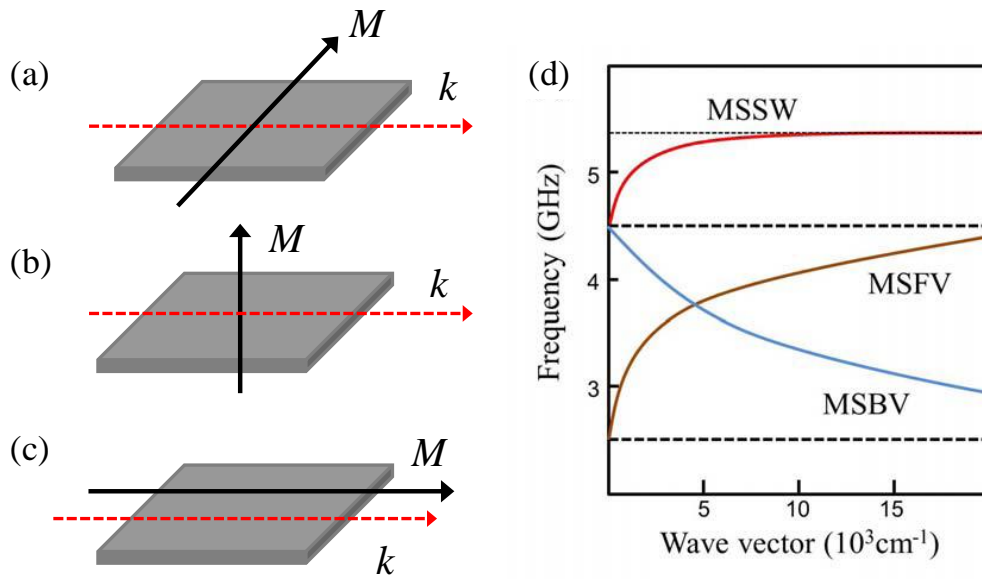 (a)
M
k
(b)
M
k
(c)
M
k
(d)
MSSW
MSFV
MSBV
5
4
3
Frequency (GHz)
5 10 15
Wave vector (10³cm⁻¹)